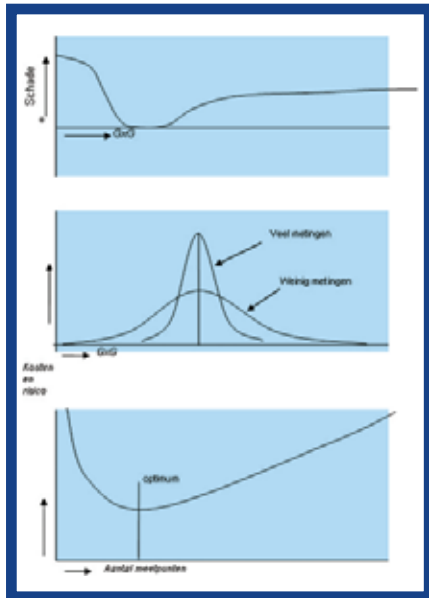 Schade
GxG
Veel metingen
Weinig metingen
GxG
Kosten
en
risico
optimum
Aantal meetpunten